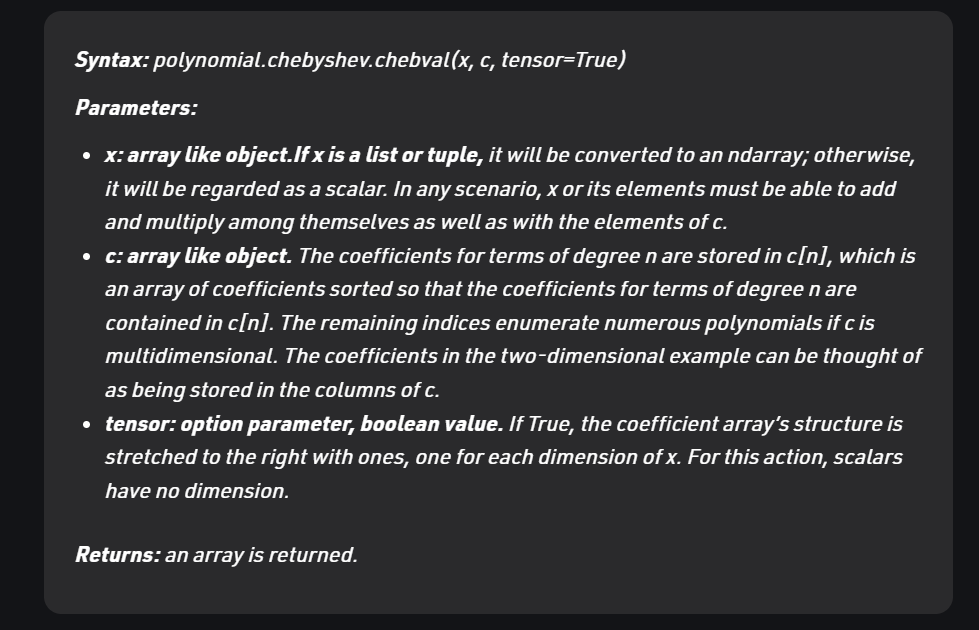 Syntax: polynomial.chebyshev.chebval(x, c, tensor=True)
Parameters:
• x: array like object.If x is a list or tuple, it will be converted to an ndarray; otherwise,
it will be regarded as a scalar. In any scenario, x or its elements must be able to add
and multiply among themselves as well as with the elements of c.
• c: array like object. The coefficients for terms of degree n are stored in c[n], which is
an array of coefficients sorted so that the coefficients for terms of degree n are
contained in c[n]. The remaining indices enumerate numerous polynomials if c is
multidimensional. The coefficients in the two-dimensional example can be thought of
as being stored in the columns of c.
• tensor: option parameter, boolean value. If True, the coefficient array's structure is
stretched to the right with ones, one for each dimension of x. For this action, scalars
have no dimension.
Returns: an array is returned.